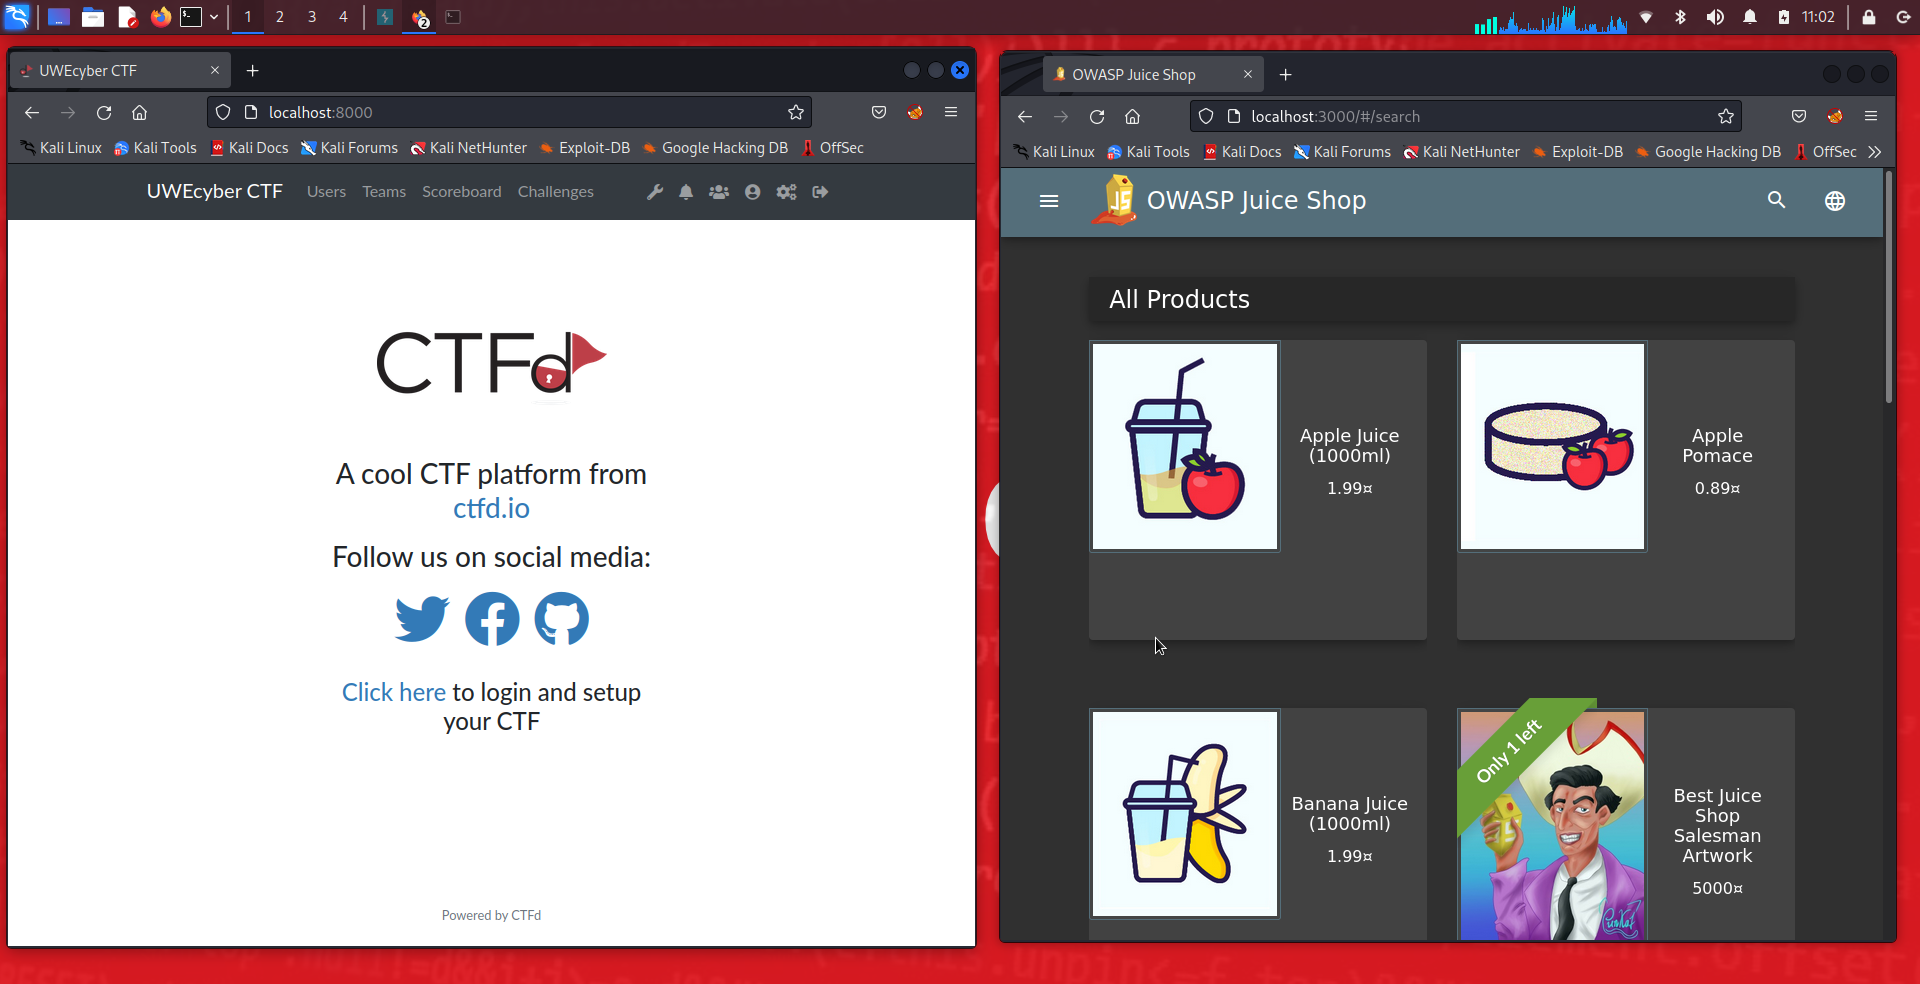 1 2 3 4
2
11:02
UWEcyber CTF
localhost:8000
Kali Linux Kali Tools Kali Docs Kali Forums Kali NetHunter Exploit-DB Google Hacking DB OffSec
UWEcyber CTF Users Teams Scoreboard Challenges
CTFd
A cool CTF platform from
ctfd.io
Follow us on social media:
Click here to login and setup
your CTF
Powered by CTFd
OWASP Juice Shop
localhost:3000/#/search
Kali Linux Kali Tools Kali Docs Kali Forums Kali NetHunter Exploit-DB Google Hacking DB OffSec
JS
OWASP Juice Shop
All Products
Apple Juice
(1000ml)
1.99¤
Apple
Pomace
0.89¤
Banana Juice
(1000ml)
1.99¤
Only 1 left
Best Juice
Shop
Salesman
Artwork
5000¤